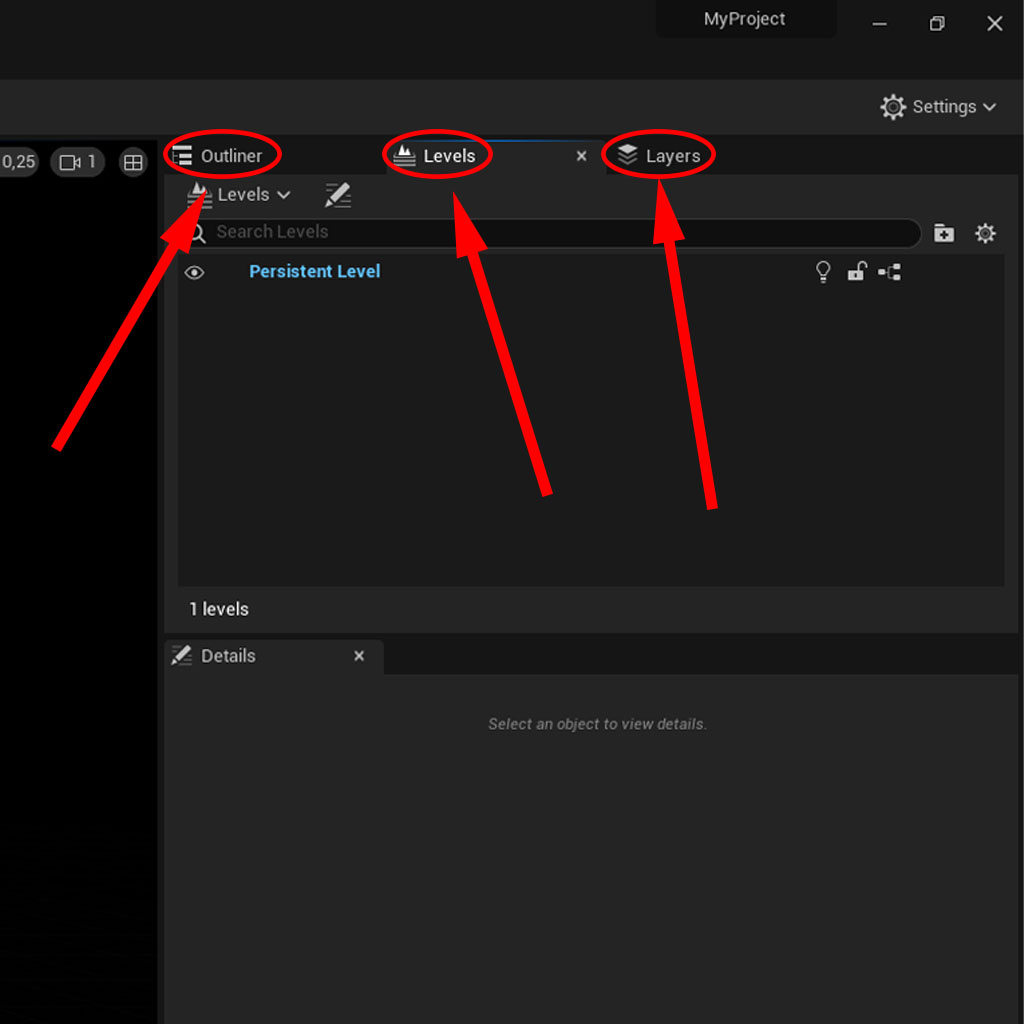 MyProject
Settings
0,25
1
Outliner
Levels
Layers
Levels
Search Levels
Persistent Level
1 levels
Details
Select an object to view details.